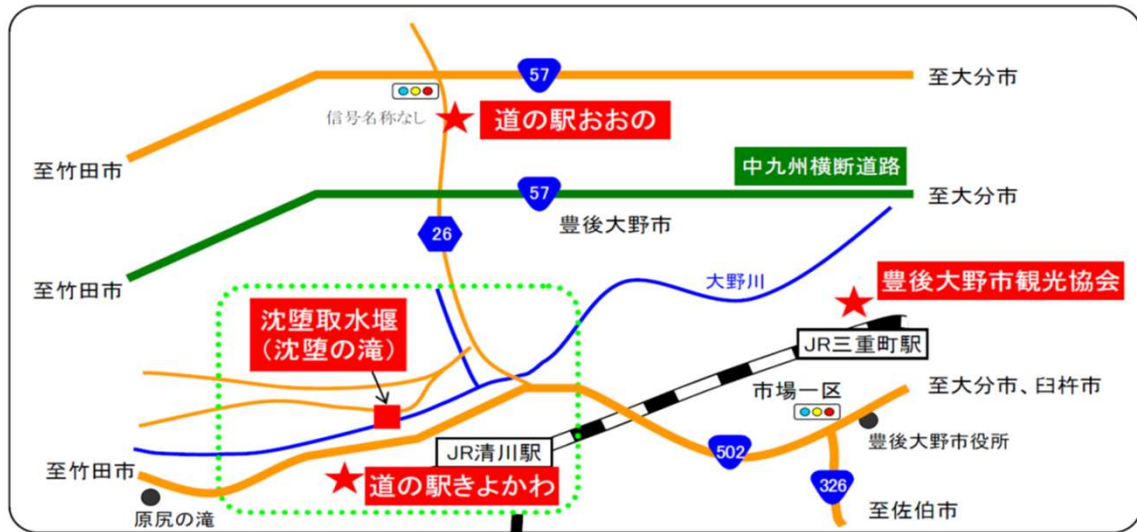 57
至大分市
信号名称なし
道の駅おおの
至竹田市
中九州横断道路
57
至大分市
26
豊後大野市
至竹田市
大野川
豊後大野市観光協会
沈堕取水堰
(沈堕の滝)
JR三重町駅
市場一区
至大分市、臼杵市
JR清川駅
502
豊後大野市役所
至竹田市
道の駅きよかわ
326
原尻の滝
至佐伯市